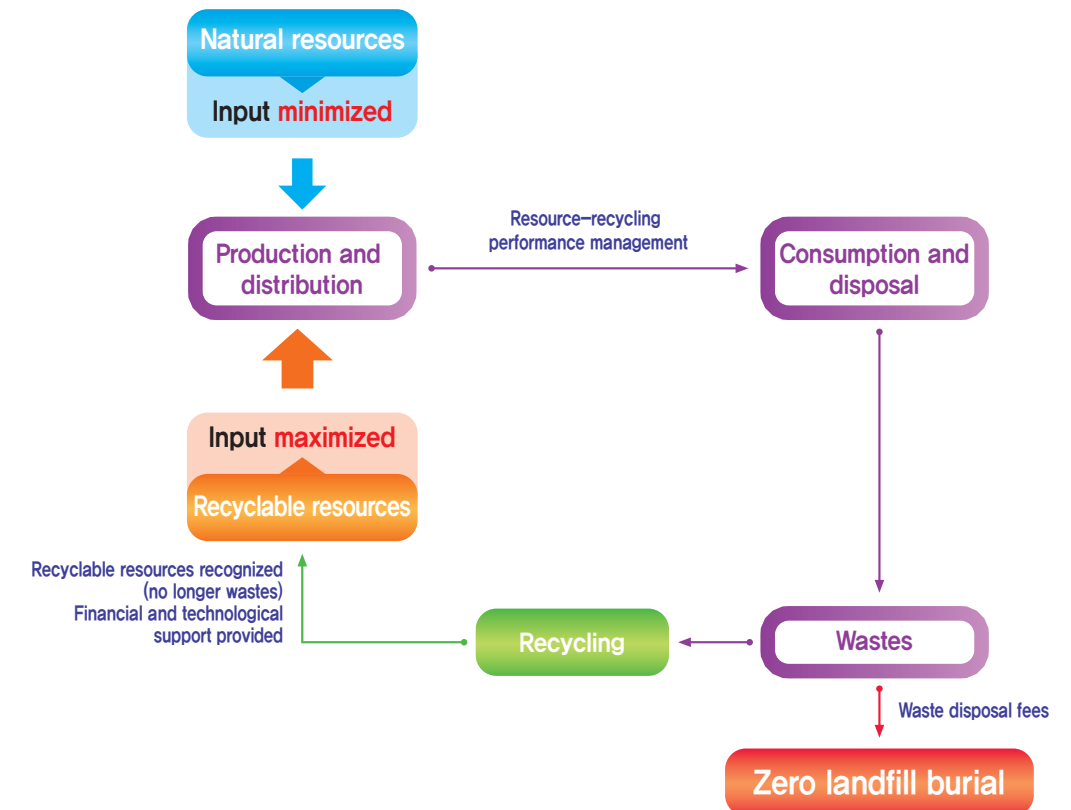 Natural resources
Input minimized
Production and
distribution
Resource-recycling
performance management
Consumption and
disposal
Input maximized
Recyclable resources
Recyclable resources recognized
(no longer wastes)
Financial and technological
support provided
Recycling
Wastes
Waste disposal fees
Zero landfill burial